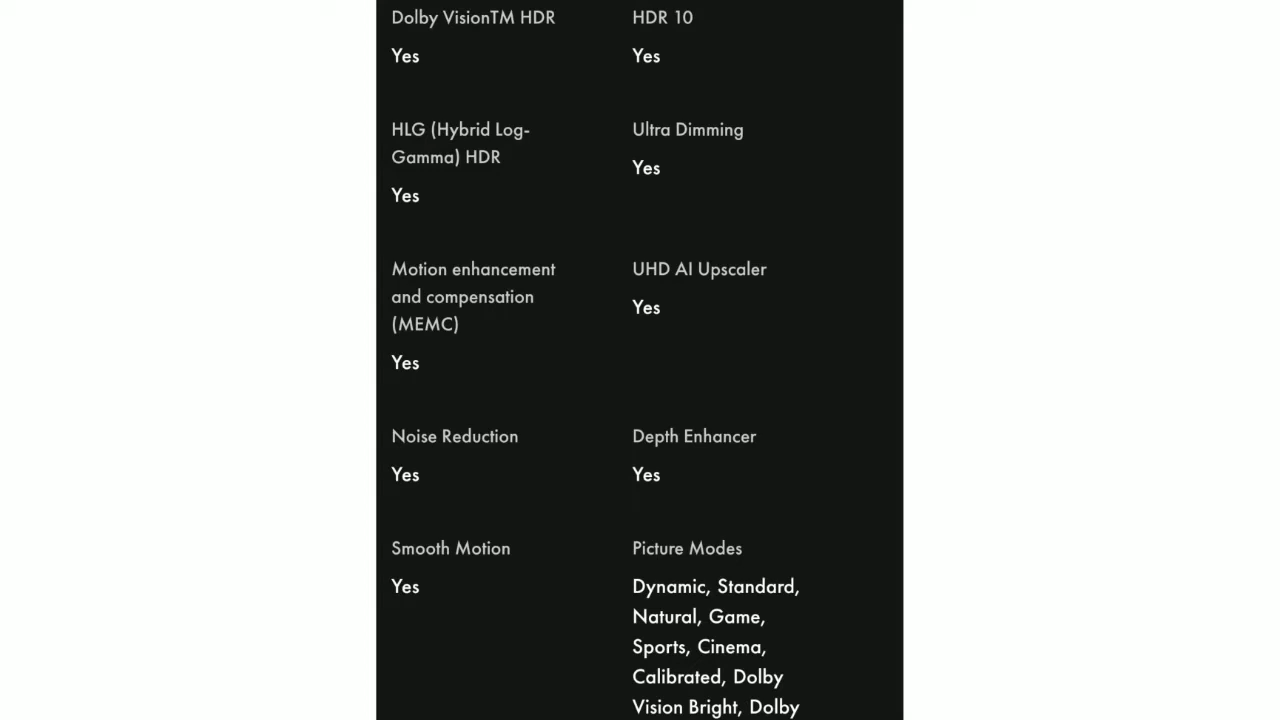 Dolby VisionTM HDR
Yes
HDR 10
Yes
HLG (Hybrid Log-
Gamma) HDR
Yes
Ultra Dimming
Yes
Motion enhancement
and compensation
(MEMC)
Yes
UHD AI Upscaler
Yes
Noise Reduction
Yes
Depth Enhancer
Yes
Smooth Motion
Yes
Picture Modes
Dynamic, Standard,
Natural, Game,
Sports, Cinema,
Calibrated, Dolby
Vision Bright, Dolby